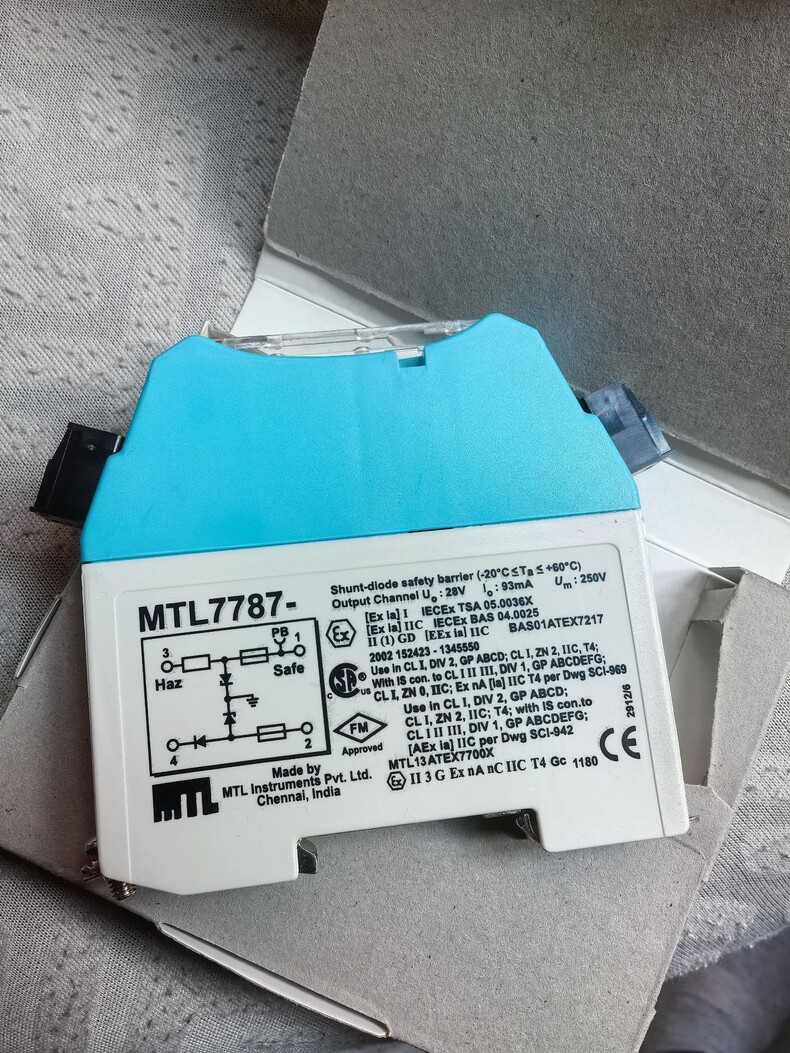 MTL7787-
PB
3
1
Haz
Safe
4
2
MTL
Made by
MTL Instruments Pvt. Ltd.
Chennai, India
Shunt-diode safety barrier (-20°C ≤ Ta ≤ +60°C)
Output Channel Uo : 28V Io : 93mA Um : 250V
Ex
[Ex ia] I IECEx TSA 05.0036X
[Ex ia] IIC IECEx BAS 04.0025
II (1) GD [EEx ia] IIC BAS01ATEX7217
2002 152423 - 1345550
C SA ® US
Use in CL I, DIV 2, GP ABCD; CL I, ZN 2, IIC, T4;
With IS con. to CL I II III, DIV 1, GP ABCDEFG;
CL I, ZN 0, IIC; Ex nA [ia] IIC T4 per Dwg SCI-969
FM
Approved
Use in CL I, DIV 2, GP ABCD;
CL I, ZN 2, IIC; T4; with IS con.to
CL I II III, DIV 1, GP ABCDEFG;
[AEx ia] IIC per Dwg SCI-942
MTL13ATEX7700X
Ex II 3 G Ex nA nC IIC T4 Gc 1180
CE
2912/6